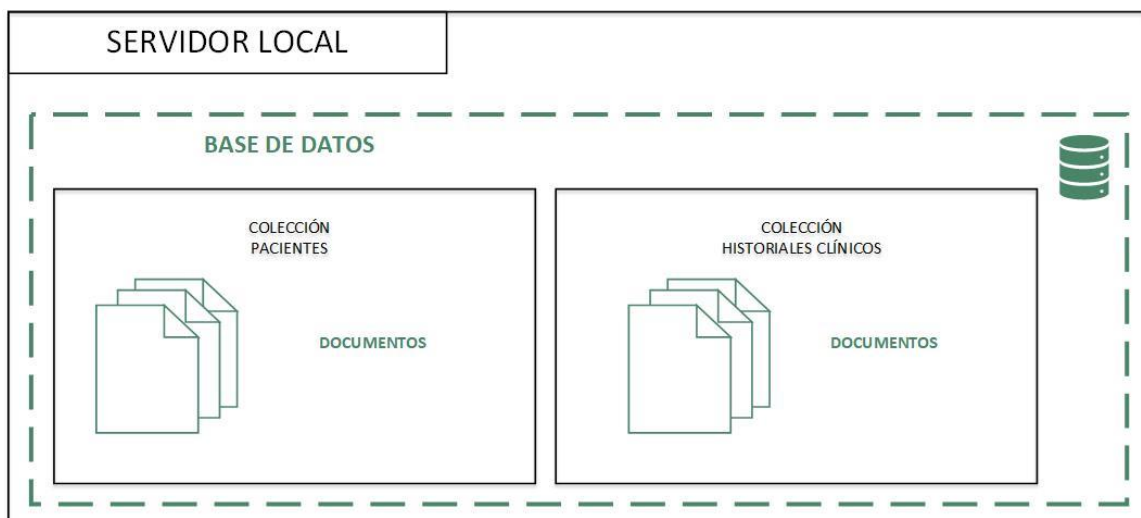 SERVIDOR LOCAL
BASE DE DATOS
COLECCIÓN
PACIENTES
DOCUMENTOS
COLECCIÓN
HISTORIALES CLÍNICOS
DOCUMENTOS